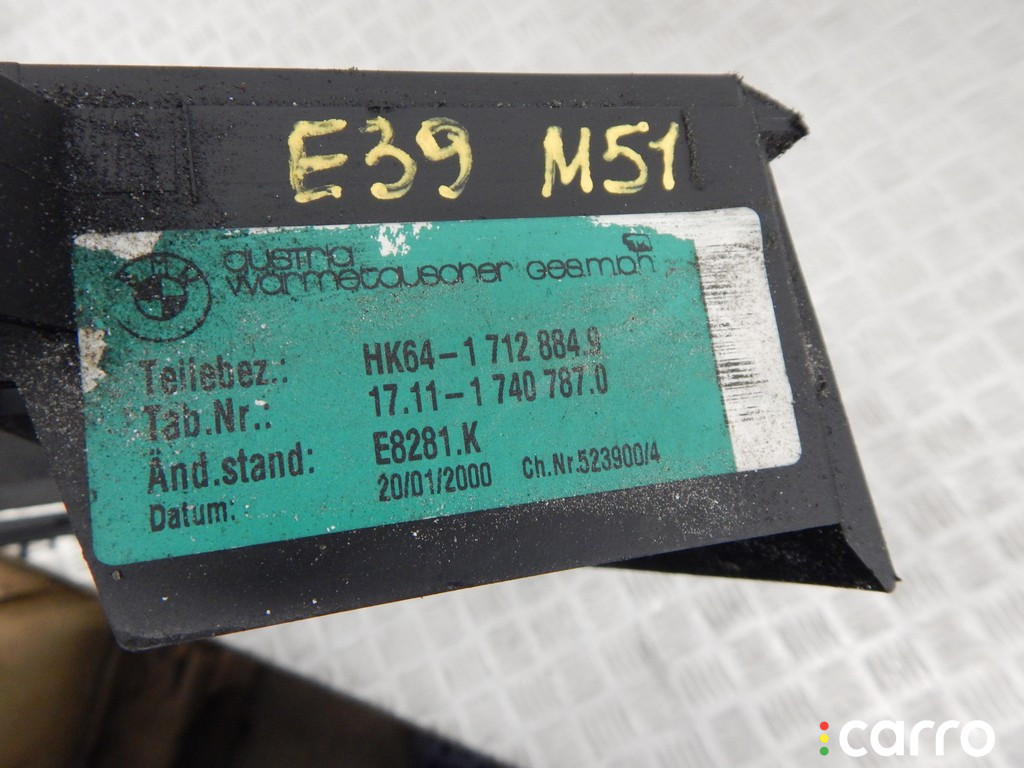 E39 M51
austria
wärmetauscher Ges.m.bh
Teilebez.: HK64-1 712 884.9
Tab.Nr.: 17.11-1 740 787.0
Änd.stand: E8281.K
Datum: 20/01/2000 Ch.Nr.523900/4
carro